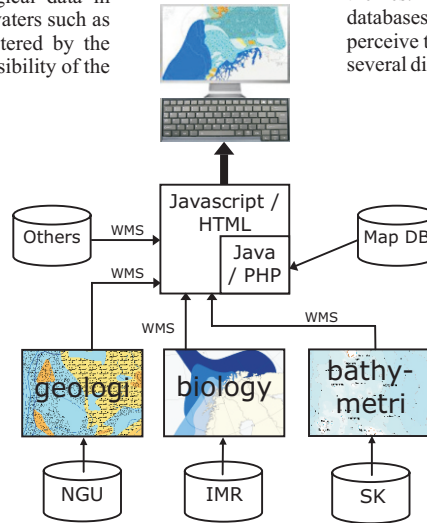 gical data in
waters such as
tered by the
sibility of the
databases
perceive t
several di
Javascript /
HTML
Java
/ PHP
Others
WMS
Map DB
WMS
WMS
WMS
geologi
biology
bathy-
metri
NGU
IMR
SK